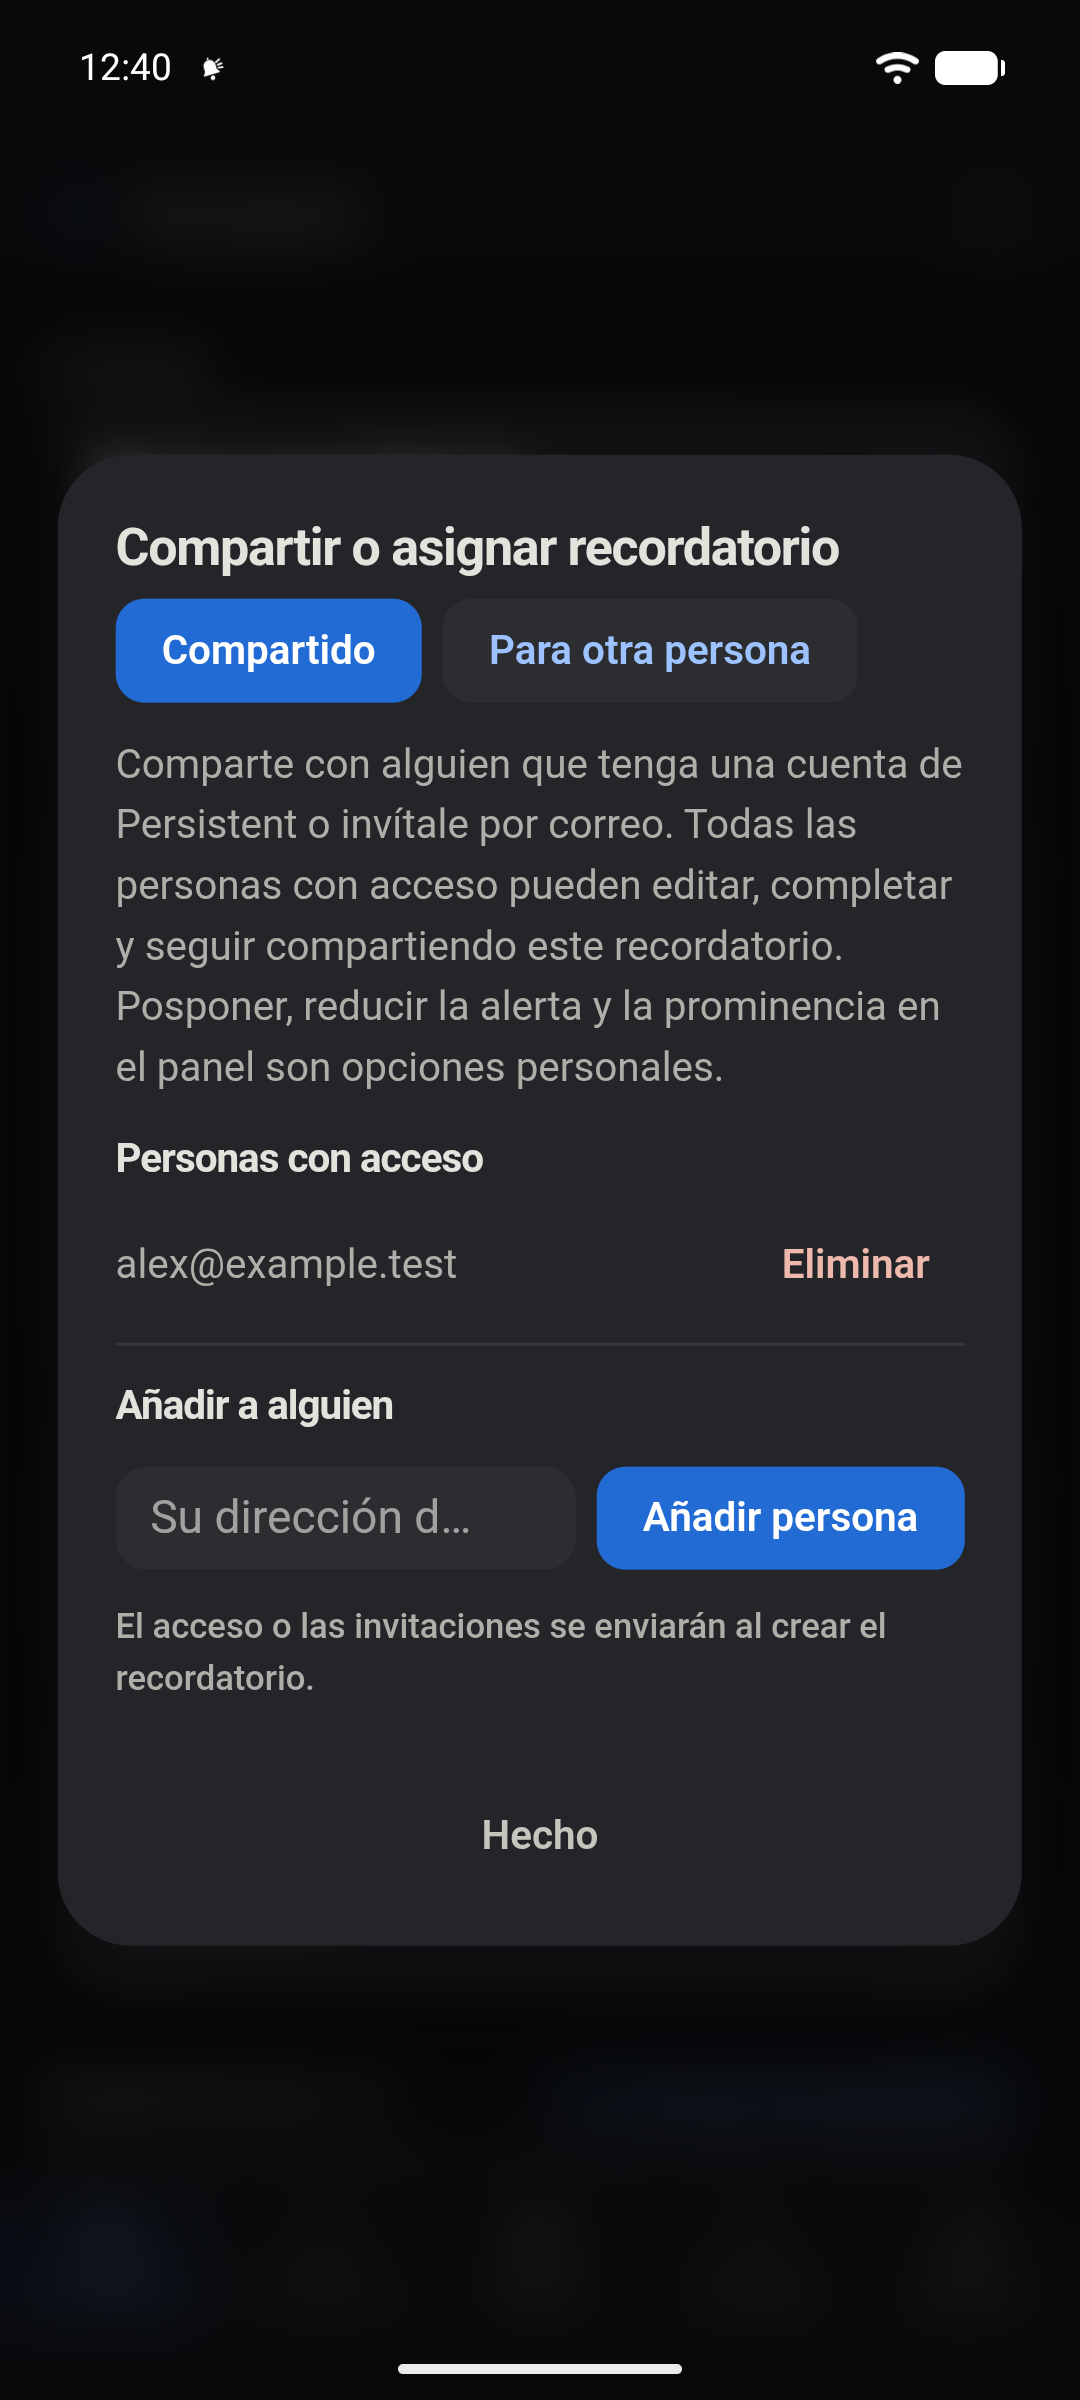 12:40
Compartir o asignar recordatorio
Compartido
Para otra persona
Comparte con alguien que tenga una cuenta de
Persistent o invítale por correo. Todas las
personas con acceso pueden editar, completar
y seguir compartiendo este recordatorio.
Posponer, reducir la alerta y la prominencia en
el panel son opciones personales.
Personas con acceso
alex@example.test
Eliminar
Añadir a alguien
Su dirección d…
Añadir persona
El acceso o las invitaciones se enviarán al crear el
recordatorio.
Hecho